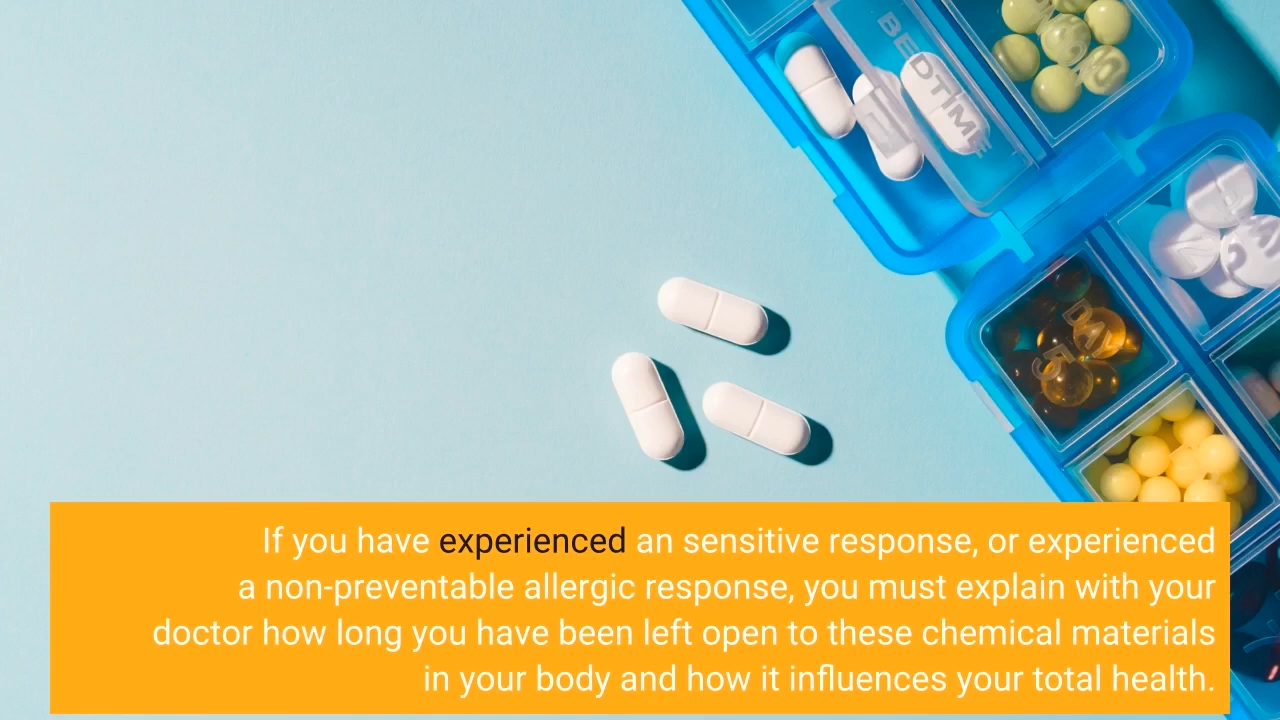 BEDTIME
If you have experienced an sensitive response, or experienced
a non-preventable allergic response, you must explain with your
doctor how long you have been left open to these chemical materials
in your body and how it influences your total health.